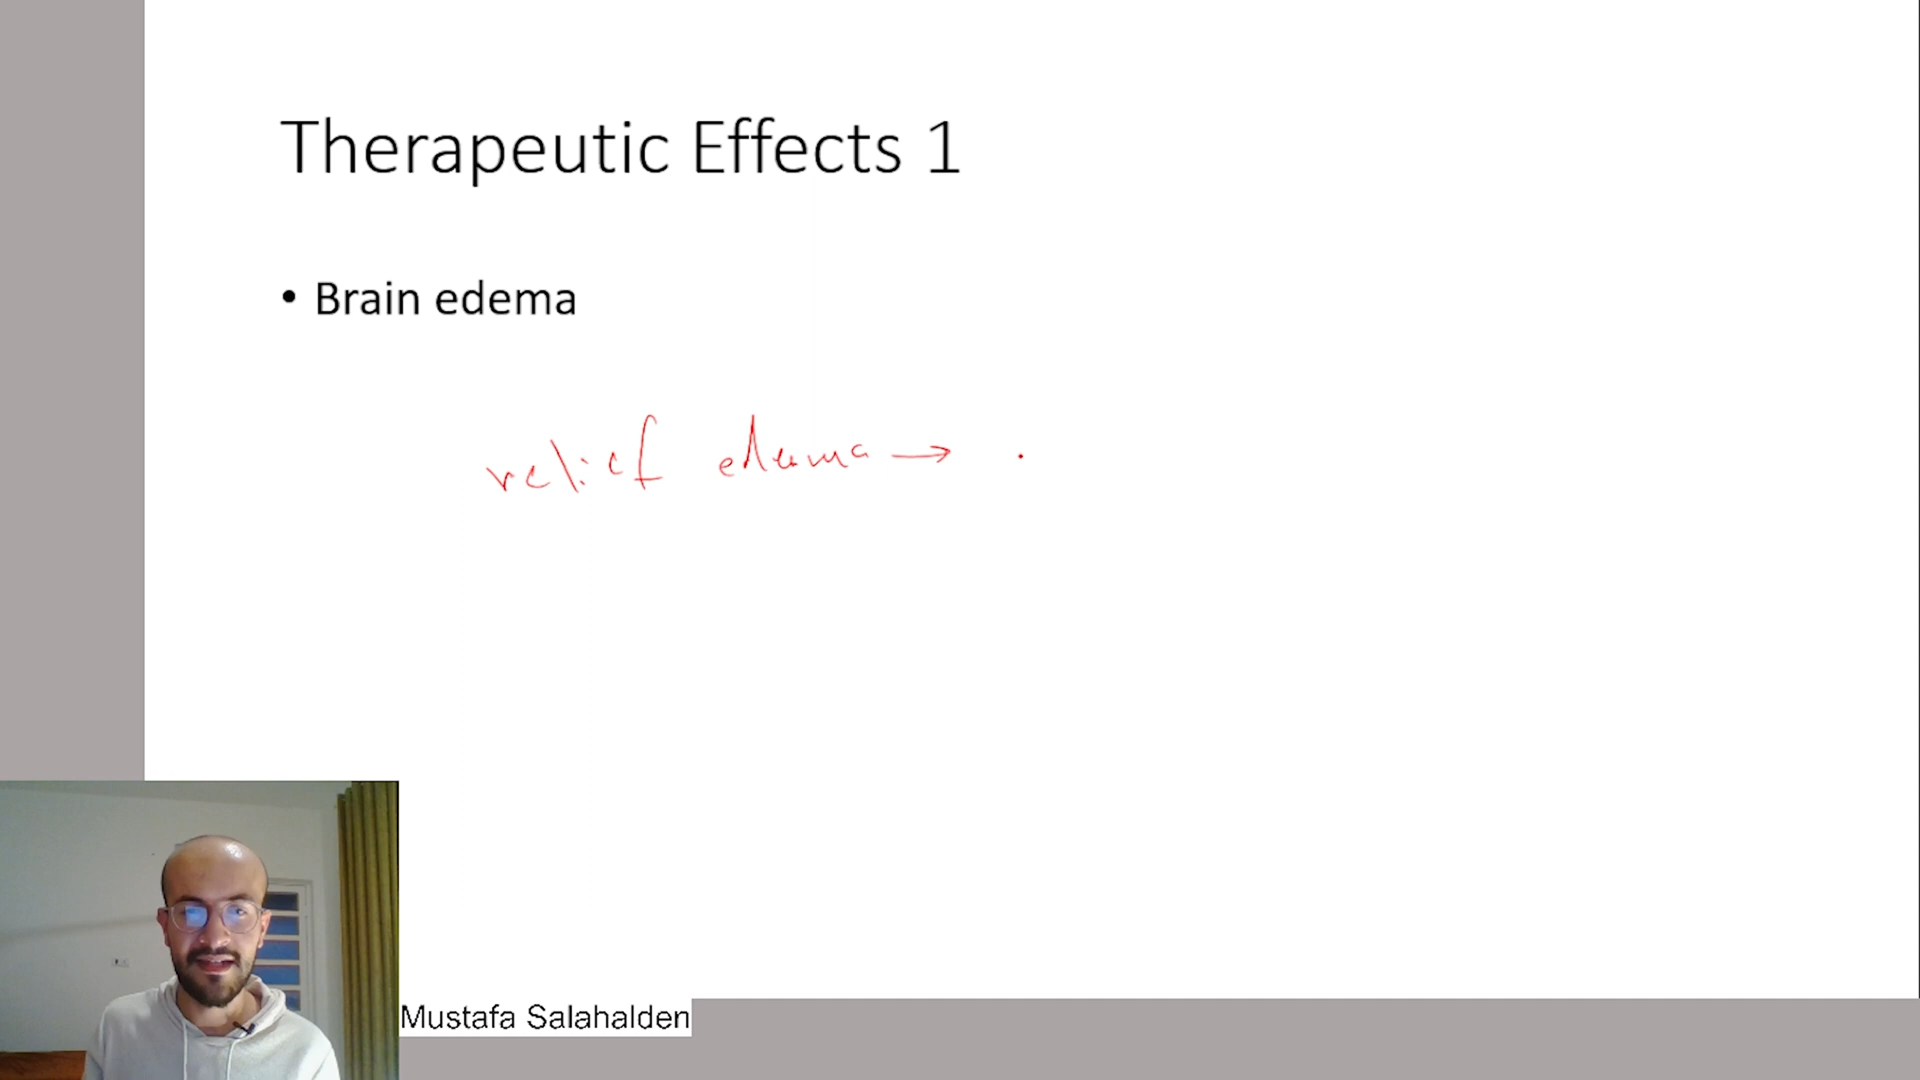 Therapeutic Effects 1
• Brain edema
relief edema →
Mustafa Salahalden